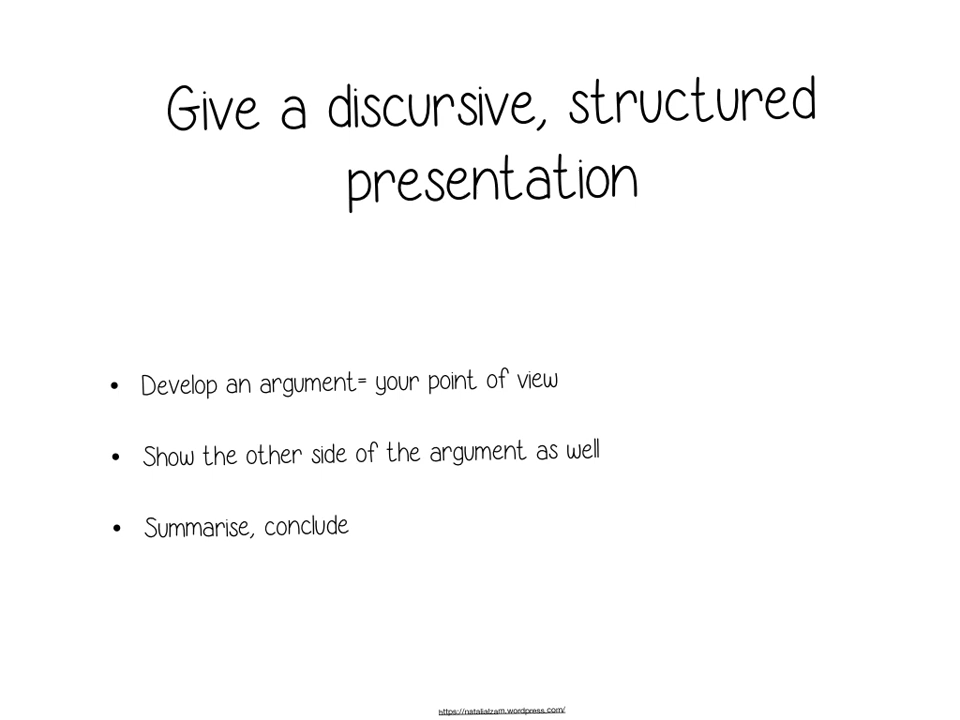 Give a discursive, structured
presentation
• Develop an argument= your point of view
• Show the other side of the argument as well
• Summarise, conclude
https://natalialzam.wordpress.com/